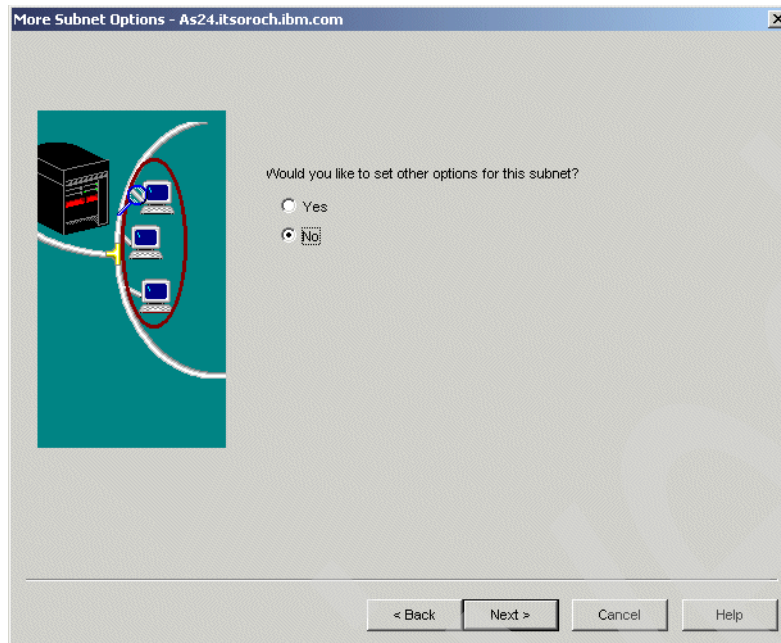 More Subnet Options - As24.itsoroch.ibm.com
Would you like to set other options for this subnet?
Yes
No
< Back
Next >
Cancel
Help